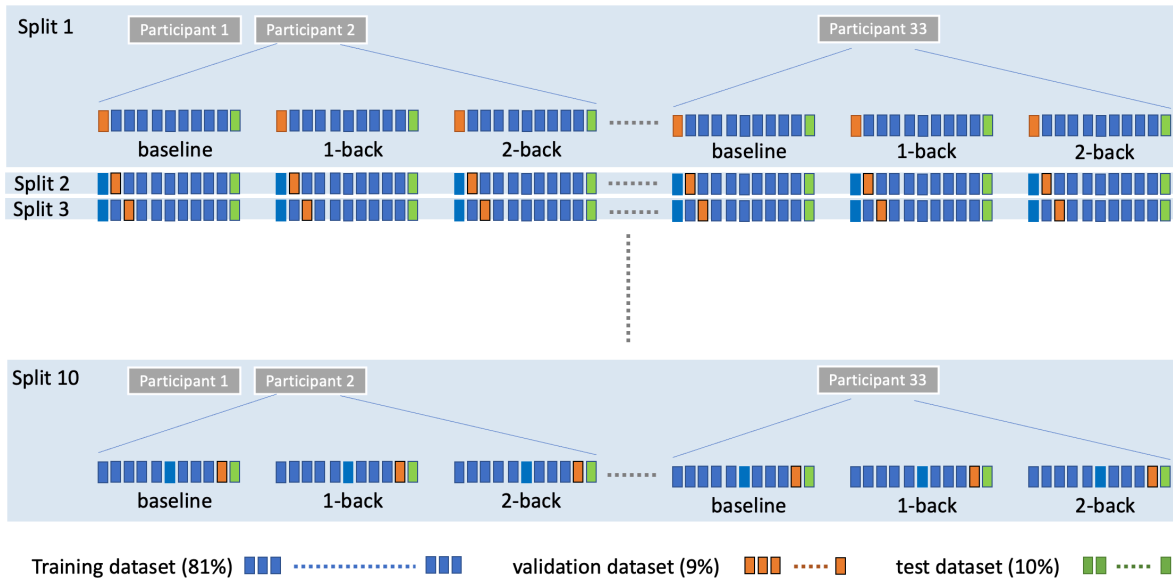 Split 1
Participant 1 Participant 2 Participant 33
baseline 1-back 2-back baseline 1-back 2-back
Split 2
Split 3
Split 10
Participant 1 Participant 2 Participant 33
baseline 1-back 2-back baseline 1-back 2-back
Training dataset (81%) validation dataset (9%) test dataset (10%)